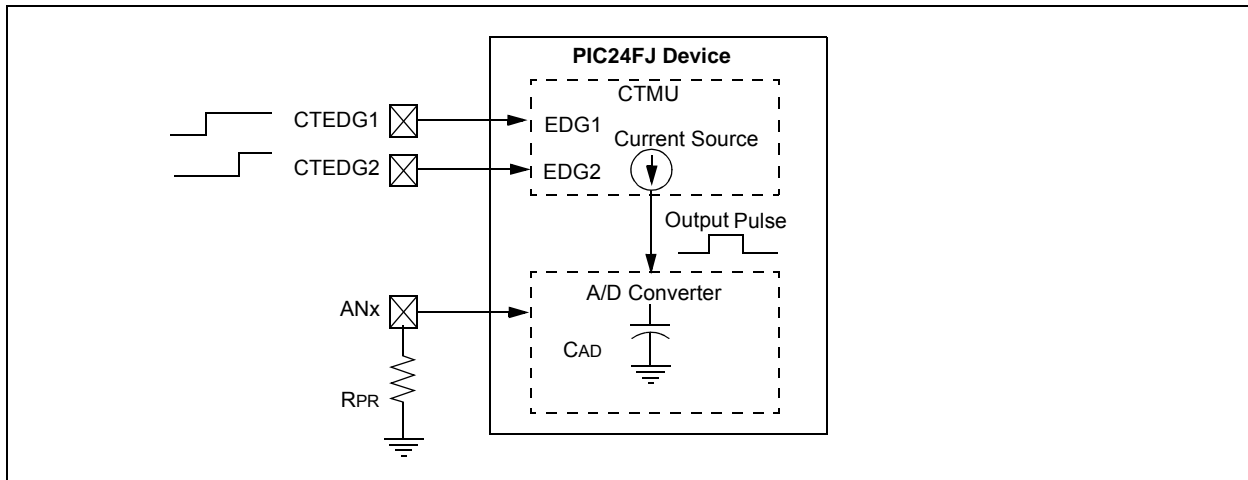 PIC24FJ Device
CTMU
CTEDG1
EDG1
Current Source
CTEDG2
EDG2
Output Pulse
A/D Converter
ANx
CAD
RPR